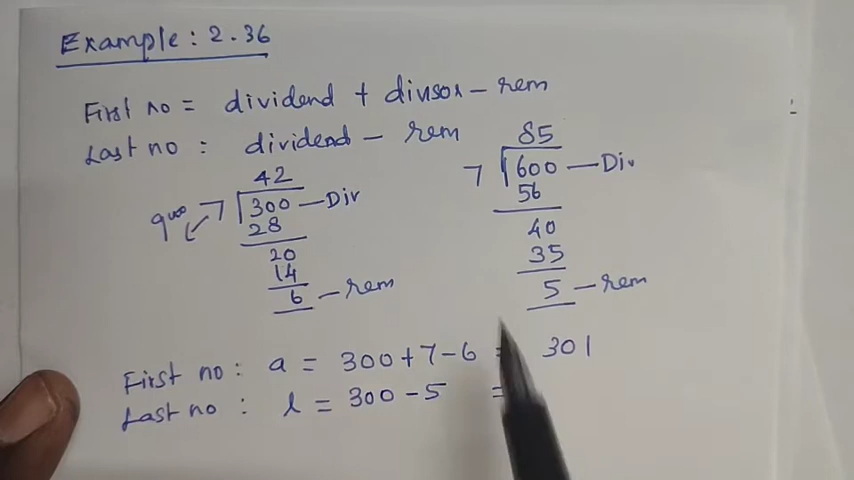 Example : 2.36
First no = dividend + divisor - rem
Last no : dividend - rem
42
quo 7 300 - Div
28
20
14
6 - rem
85
7 600 - Div
56
40
35
5 - rem
First no : a = 300 + 7 - 6 = 301
Last no : l = 300 - 5 =